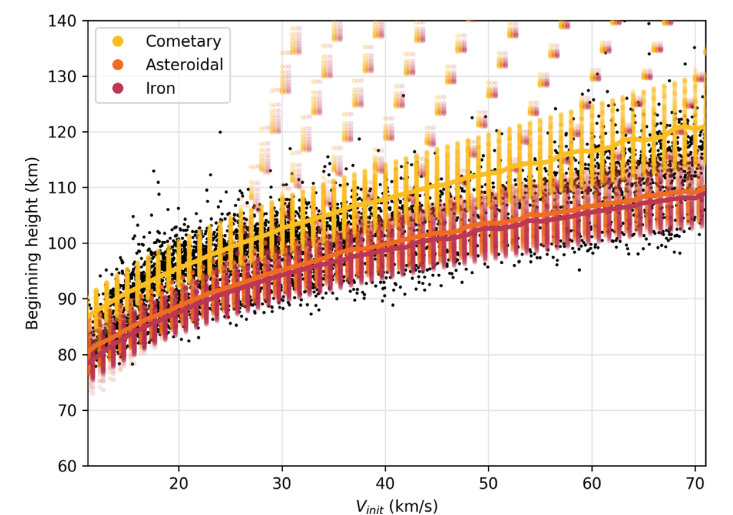 140
130
120
110
100
90
80
70
60
Beginning height (km)
Cometary
Asteroidal
Iron
20 30 40 50 60 70
V_init (km/s)